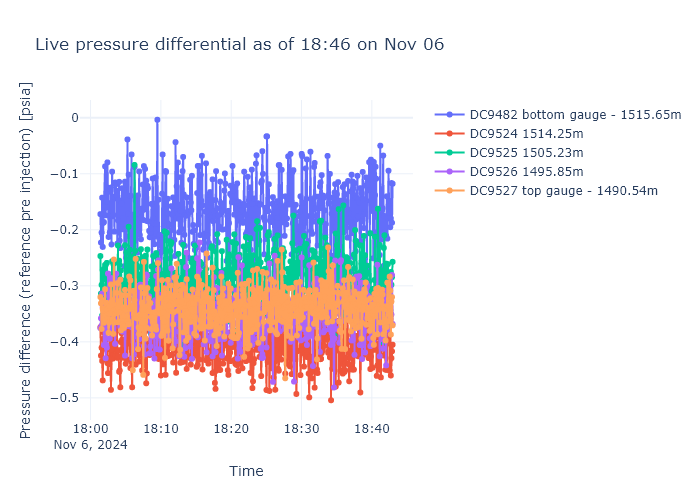 Live pressure differential as of 18:46 on Nov 06
Pressure difference (reference pre injection) [psia]
0
−0.1
−0.2
−0.3
−0.4
−0.5
18:00
Nov 6, 2024
18:10
18:20
18:30
18:40
Time
DC9482 bottom gauge - 1515.65m
DC9524 1514.25m
DC9525 1505.23m
DC9526 1495.85m
DC9527 top gauge - 1490.54m